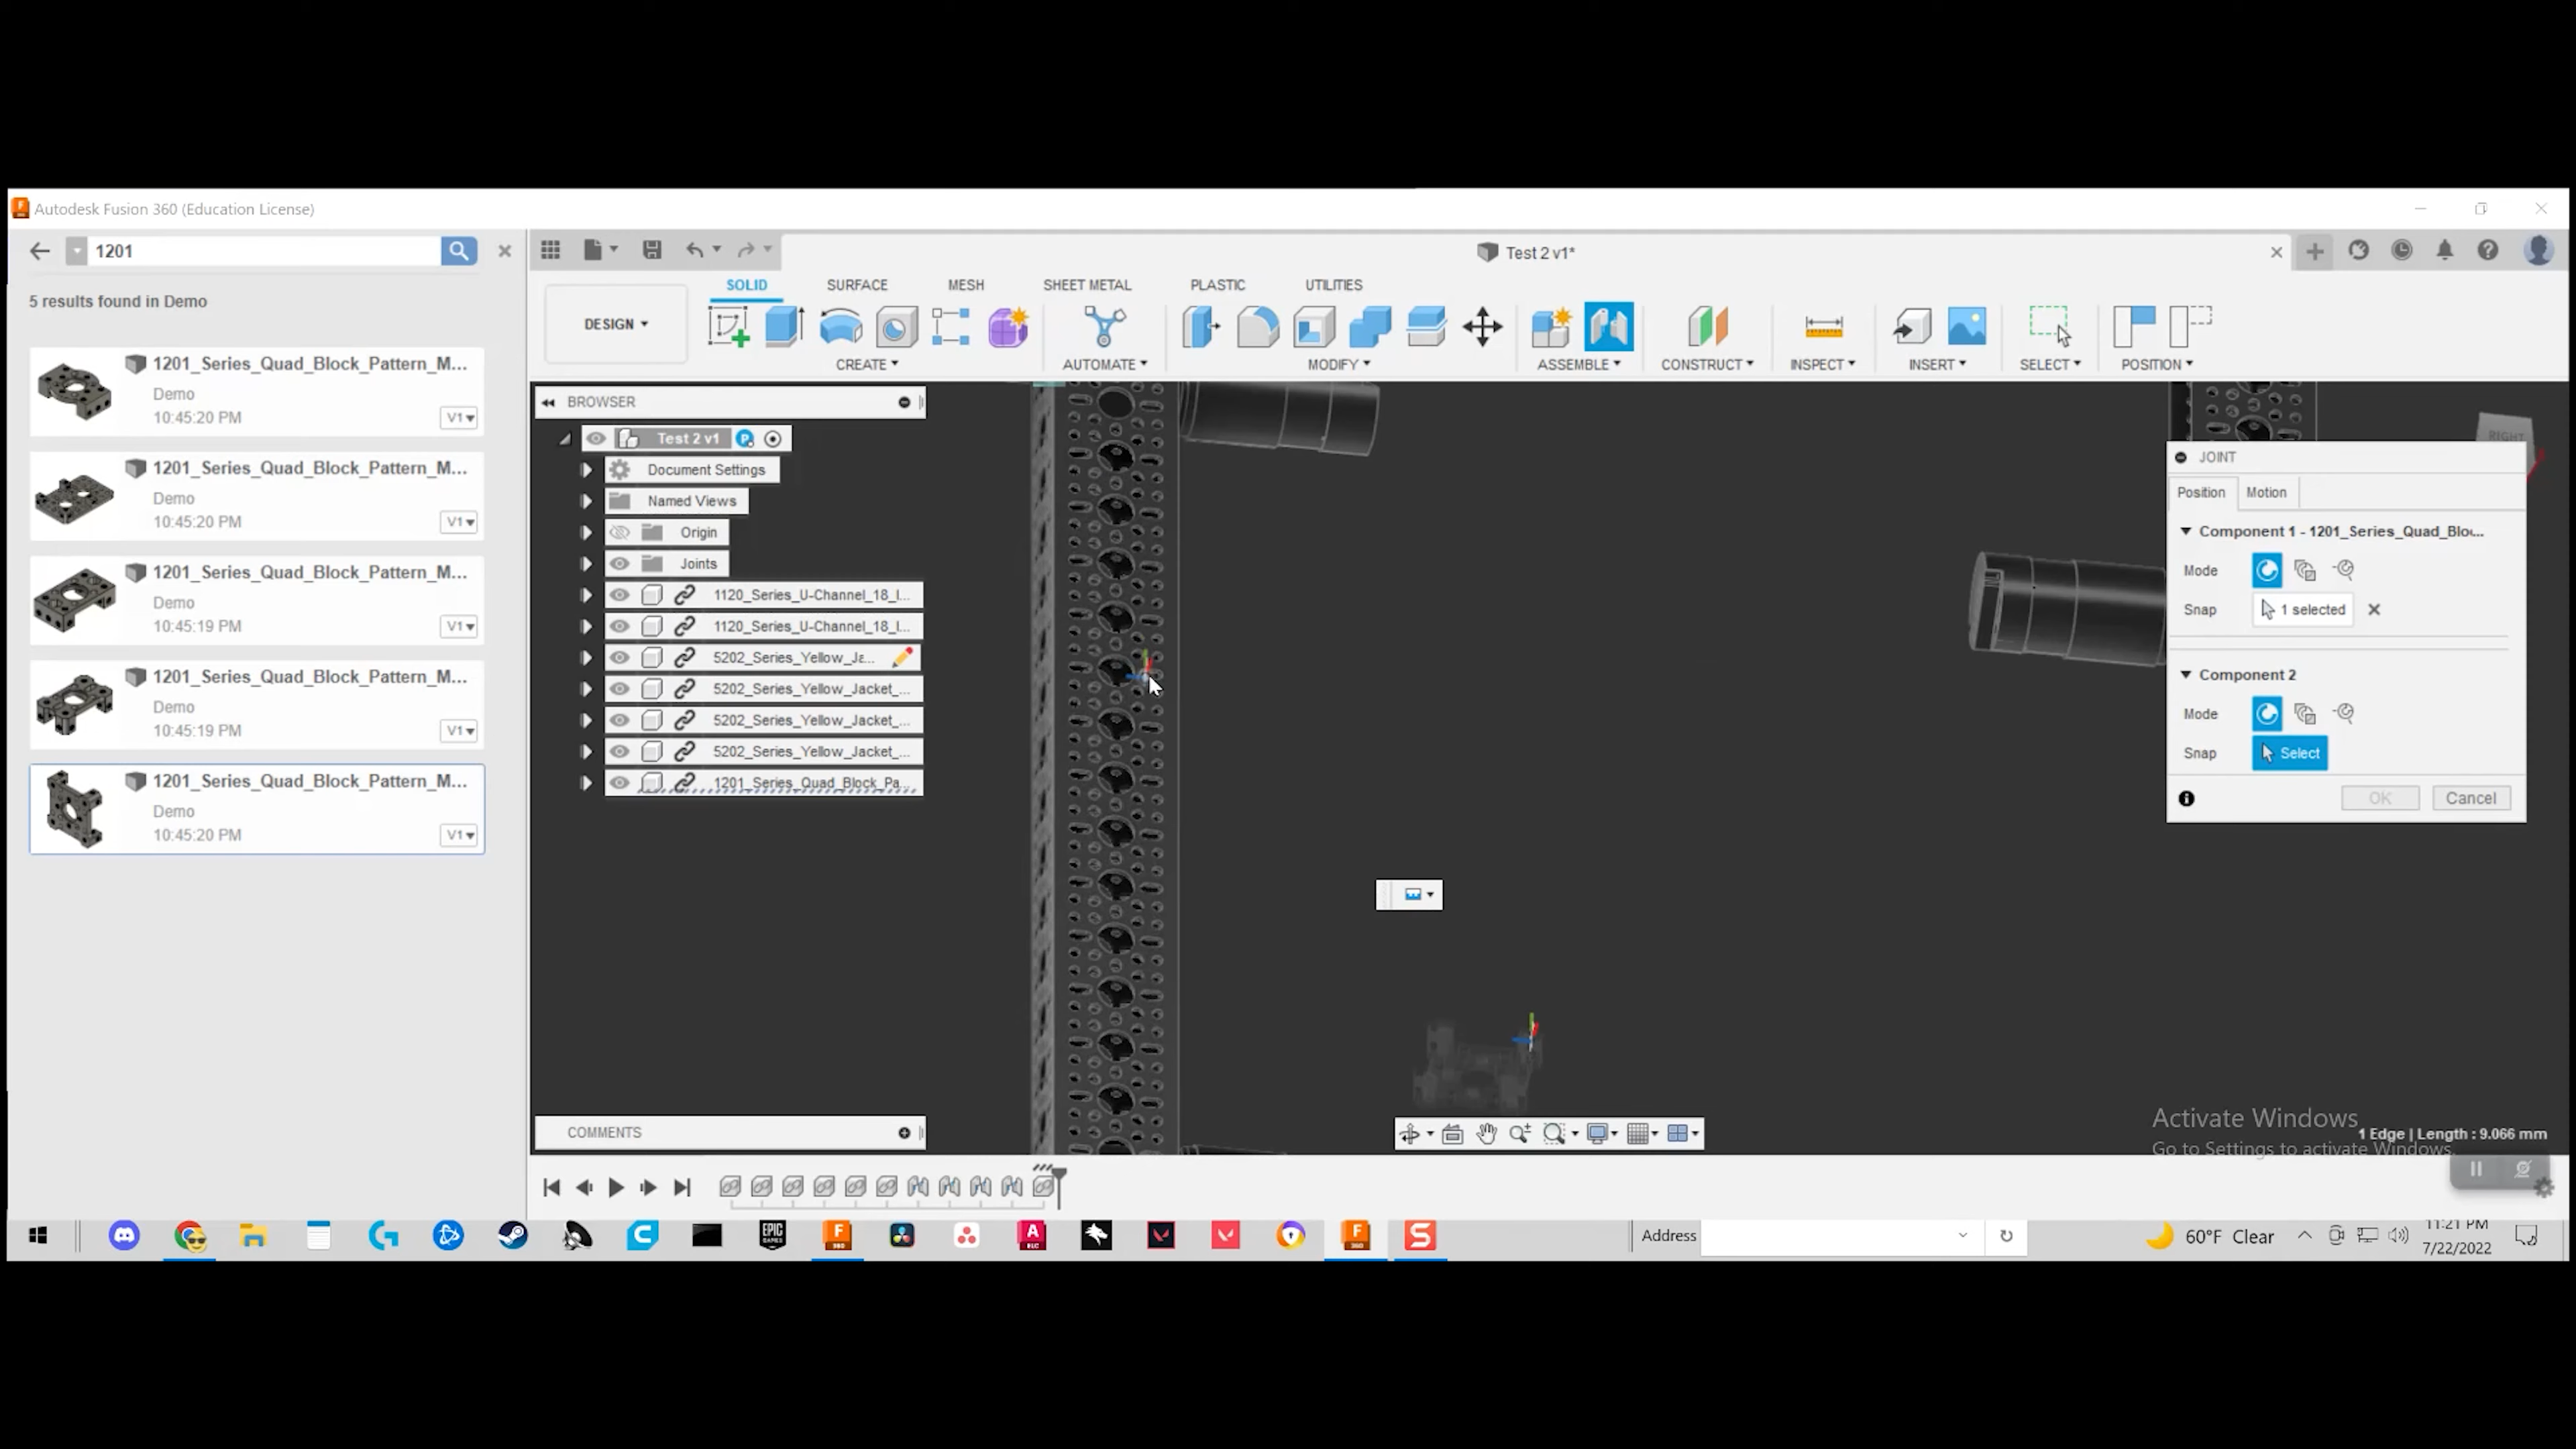 Autodesk Fusion 360 (Education License)
1201
5 results found in Demo
1201_Series_Quad_Block_Pattern_M...
Demo
10:45:20 PM
V1
1201_Series_Quad_Block_Pattern_M...
Demo
10:45:20 PM
V1
1201_Series_Quad_Block_Pattern_M...
Demo
10:45:19 PM
V1
1201_Series_Quad_Block_Pattern_M...
Demo
10:45:19 PM
V1
1201_Series_Quad_Block_Pattern_M...
Demo
10:45:20 PM
V1
Test 2 v1*
DESIGN
SOLID
SURFACE
MESH
SHEET METAL
PLASTIC
UTILITIES
CREATE
AUTOMATE
MODIFY
ASSEMBLE
CONSTRUCT
INSPECT
INSERT
SELECT
POSITION
BROWSER
Test 2 v1
Document Settings
Named Views
Origin
Joints
1120_Series_U-Channel_18_I...
1120_Series_U-Channel_18_I...
5202_Series_Yellow_Ja...
5202_Series_Yellow_Jacket_...
5202_Series_Yellow_Jacket_...
5202_Series_Yellow_Jacket_...
1201_Series_Quad_Block_Pa...
COMMENTS
RIGHT
JOINT
Position
Motion
Component 1 - 1201_Series_Quad_Bloc...
Mode
Snap
1 selected
Component 2
Mode
Snap
Select
OK
Cancel
Activate Windows
1 Edge | Length : 9.066 mm
Go to Settings to activate Windows.
EPIC GAMES
Address
60°F Clear
11:21 PM
7/22/2022